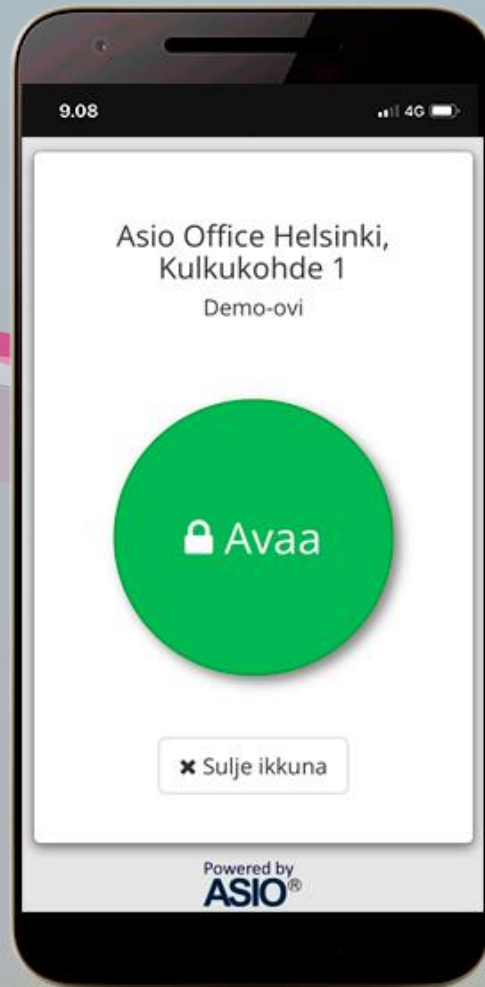 9.08
4G
Asio Office Helsinki,
Kulkukohde 1
Demo-ovi
Avaa
✖ Sulje ikkuna
Powered by
ASIO®